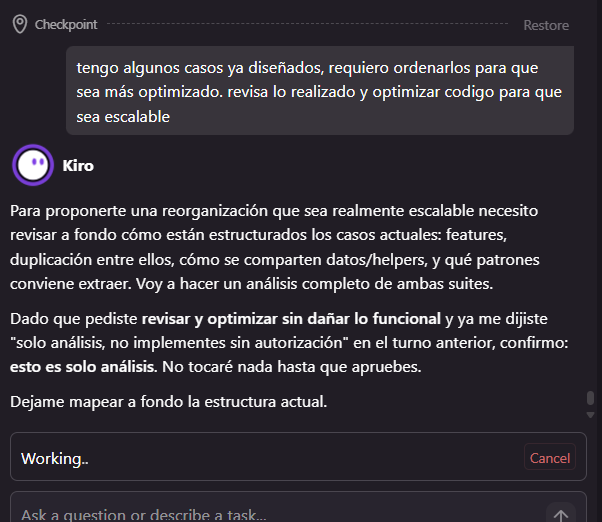 Checkpoint
Restore
tengo algunos casos ya diseñados, requiero ordenarlos para que
sea más optimizado. revisa lo realizado y optimizar codigo para que
sea escalable
Kiro
Para proponerte una reorganización que sea realmente escalable necesito
revisar a fondo cómo están estructurados los casos actuales: features,
duplicación entre ellos, cómo se comparten datos/helpers, y qué patrones
conviene extraer. Voy a hacer un análisis completo de ambas suites.
Dado que pediste revisar y optimizar sin dañar lo funcional y ya me dijiste
"solo análisis, no implementes sin autorización" en el turno anterior, confirmo:
esto es solo análisis. No tocaré nada hasta que apruebes.
Dejame mapear a fondo la estructura actual.
Working..
Cancel
Ask a question or describe a task...